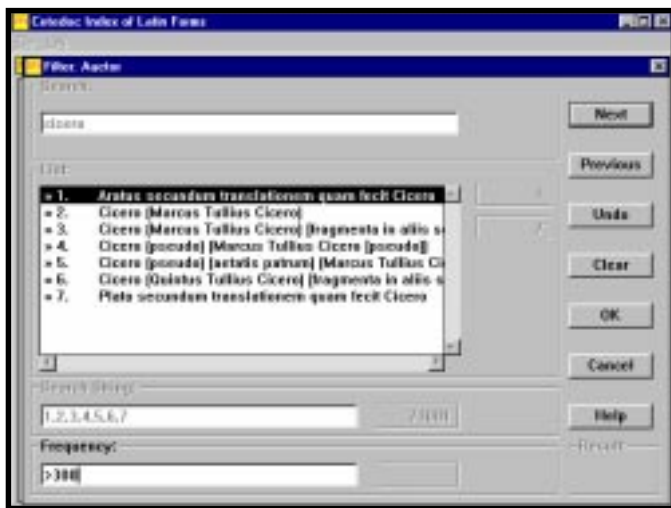 Cetedoc Index of Latin Forms
Filter: Auctor
Search:
cicero
Next
List:
Previous
» 1. Aratus secundum translationem quam fecit Cicero
» 2. Cicero (Marcus Tullius Cicero)
» 3. Cicero (Marcus Tullius Cicero) (fragmenta in aliis s
» 4. Cicero (pseudo) (Marcus Tullius Cicero (pseudo))
» 5. Cicero (pseudo) (aetatis patrum) (Marcus Tullius C
» 6. Cicero (Quintus Tullius Cicero) (fragmenta in aliis s
» 7. Plato secundum translationem quam fecit Cicero
Undo
Clear
OK
Cancel
Search String:
1,2,3,4,5,6,7
Help
Frequency:
Result
>300